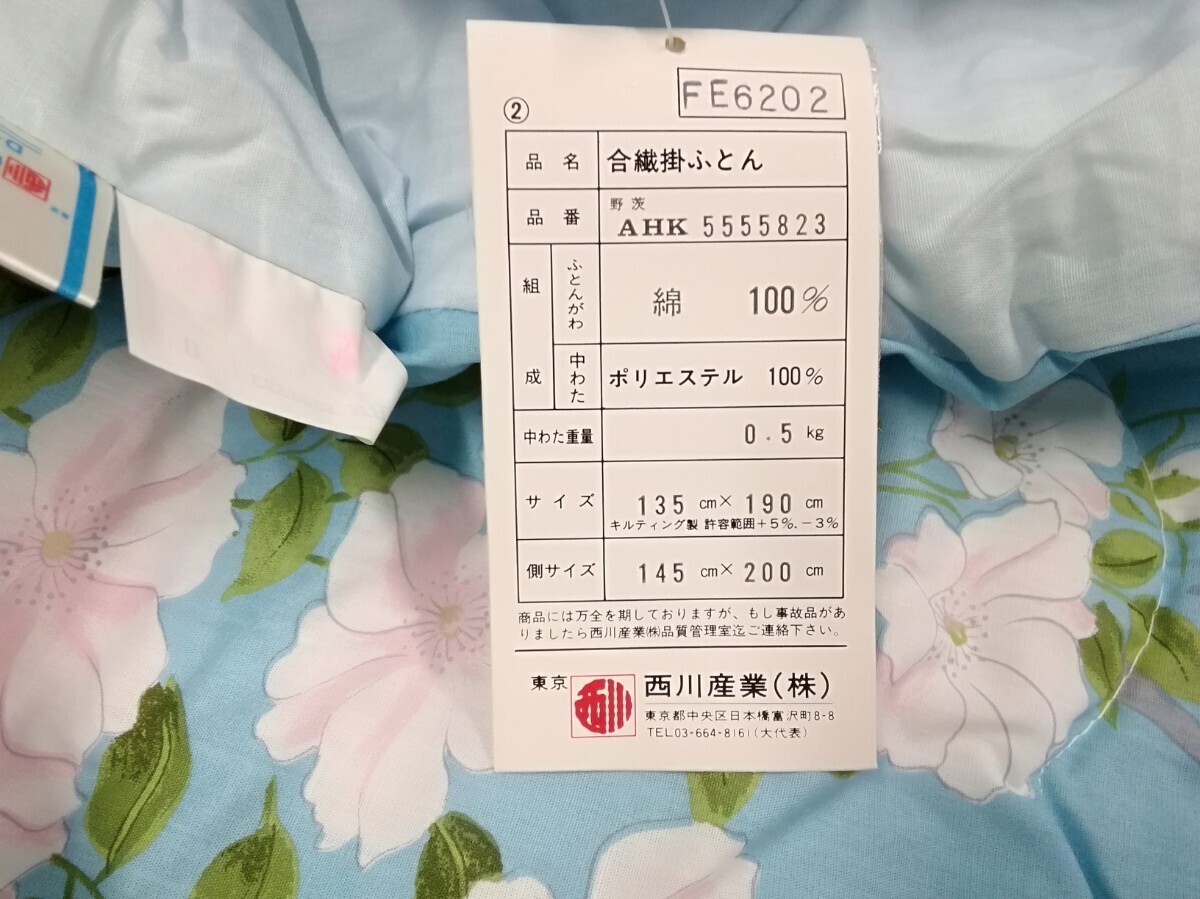 FE6202
②
品名 合繊掛ふとん
品番 野茨 AHK 5555823
組成 ふとんがわ 綿 100%
中わた ポリエステル 100%
中わた重量 0.5 kg
サイズ 135 cm× 190 cm
キルティング製 許容範囲+5%.-3%
側サイズ 145 cm× 200 cm
商品には万全を期しておりますが、もし事故品があ
りましたら西川産業㈱品質管理室迄ご連絡下さい。
東京 西川 西川産業(株)
東京都中央区日本橋富沢町8-8
TEL03-664-8161(大代表)
西川